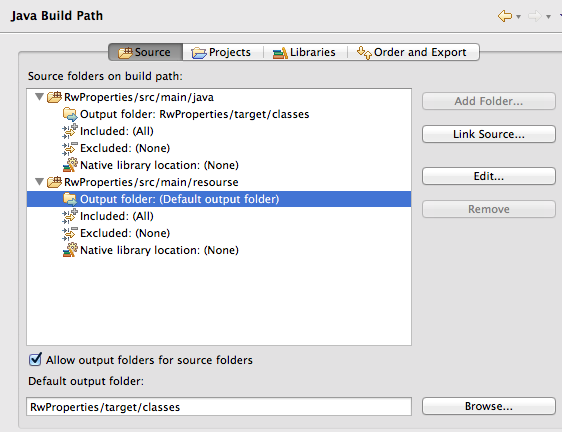 Java Build Path
Source Projects Libraries Order and Export
Source folders on build path:
RwProperties/src/main/java
Output folder: RwProperties/target/classes
Included: (All)
Excluded: (None)
Native library location: (None)
RwProperties/src/main/resourse
Output folder: (Default output folder)
Included: (All)
Excluded: (None)
Native library location: (None)
Add Folder...
Link Source...
Edit...
Remove
Allow output folders for source folders
Default output folder:
RwProperties/target/classes
Browse...